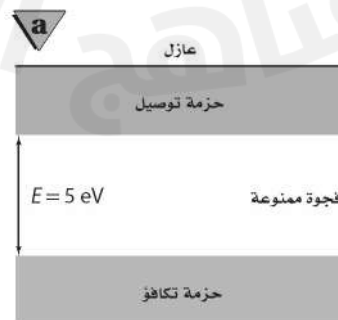 a
عازل
حزمة توصيل
E = 5 eV
فجوة ممنوعة
حزمة تكافؤ